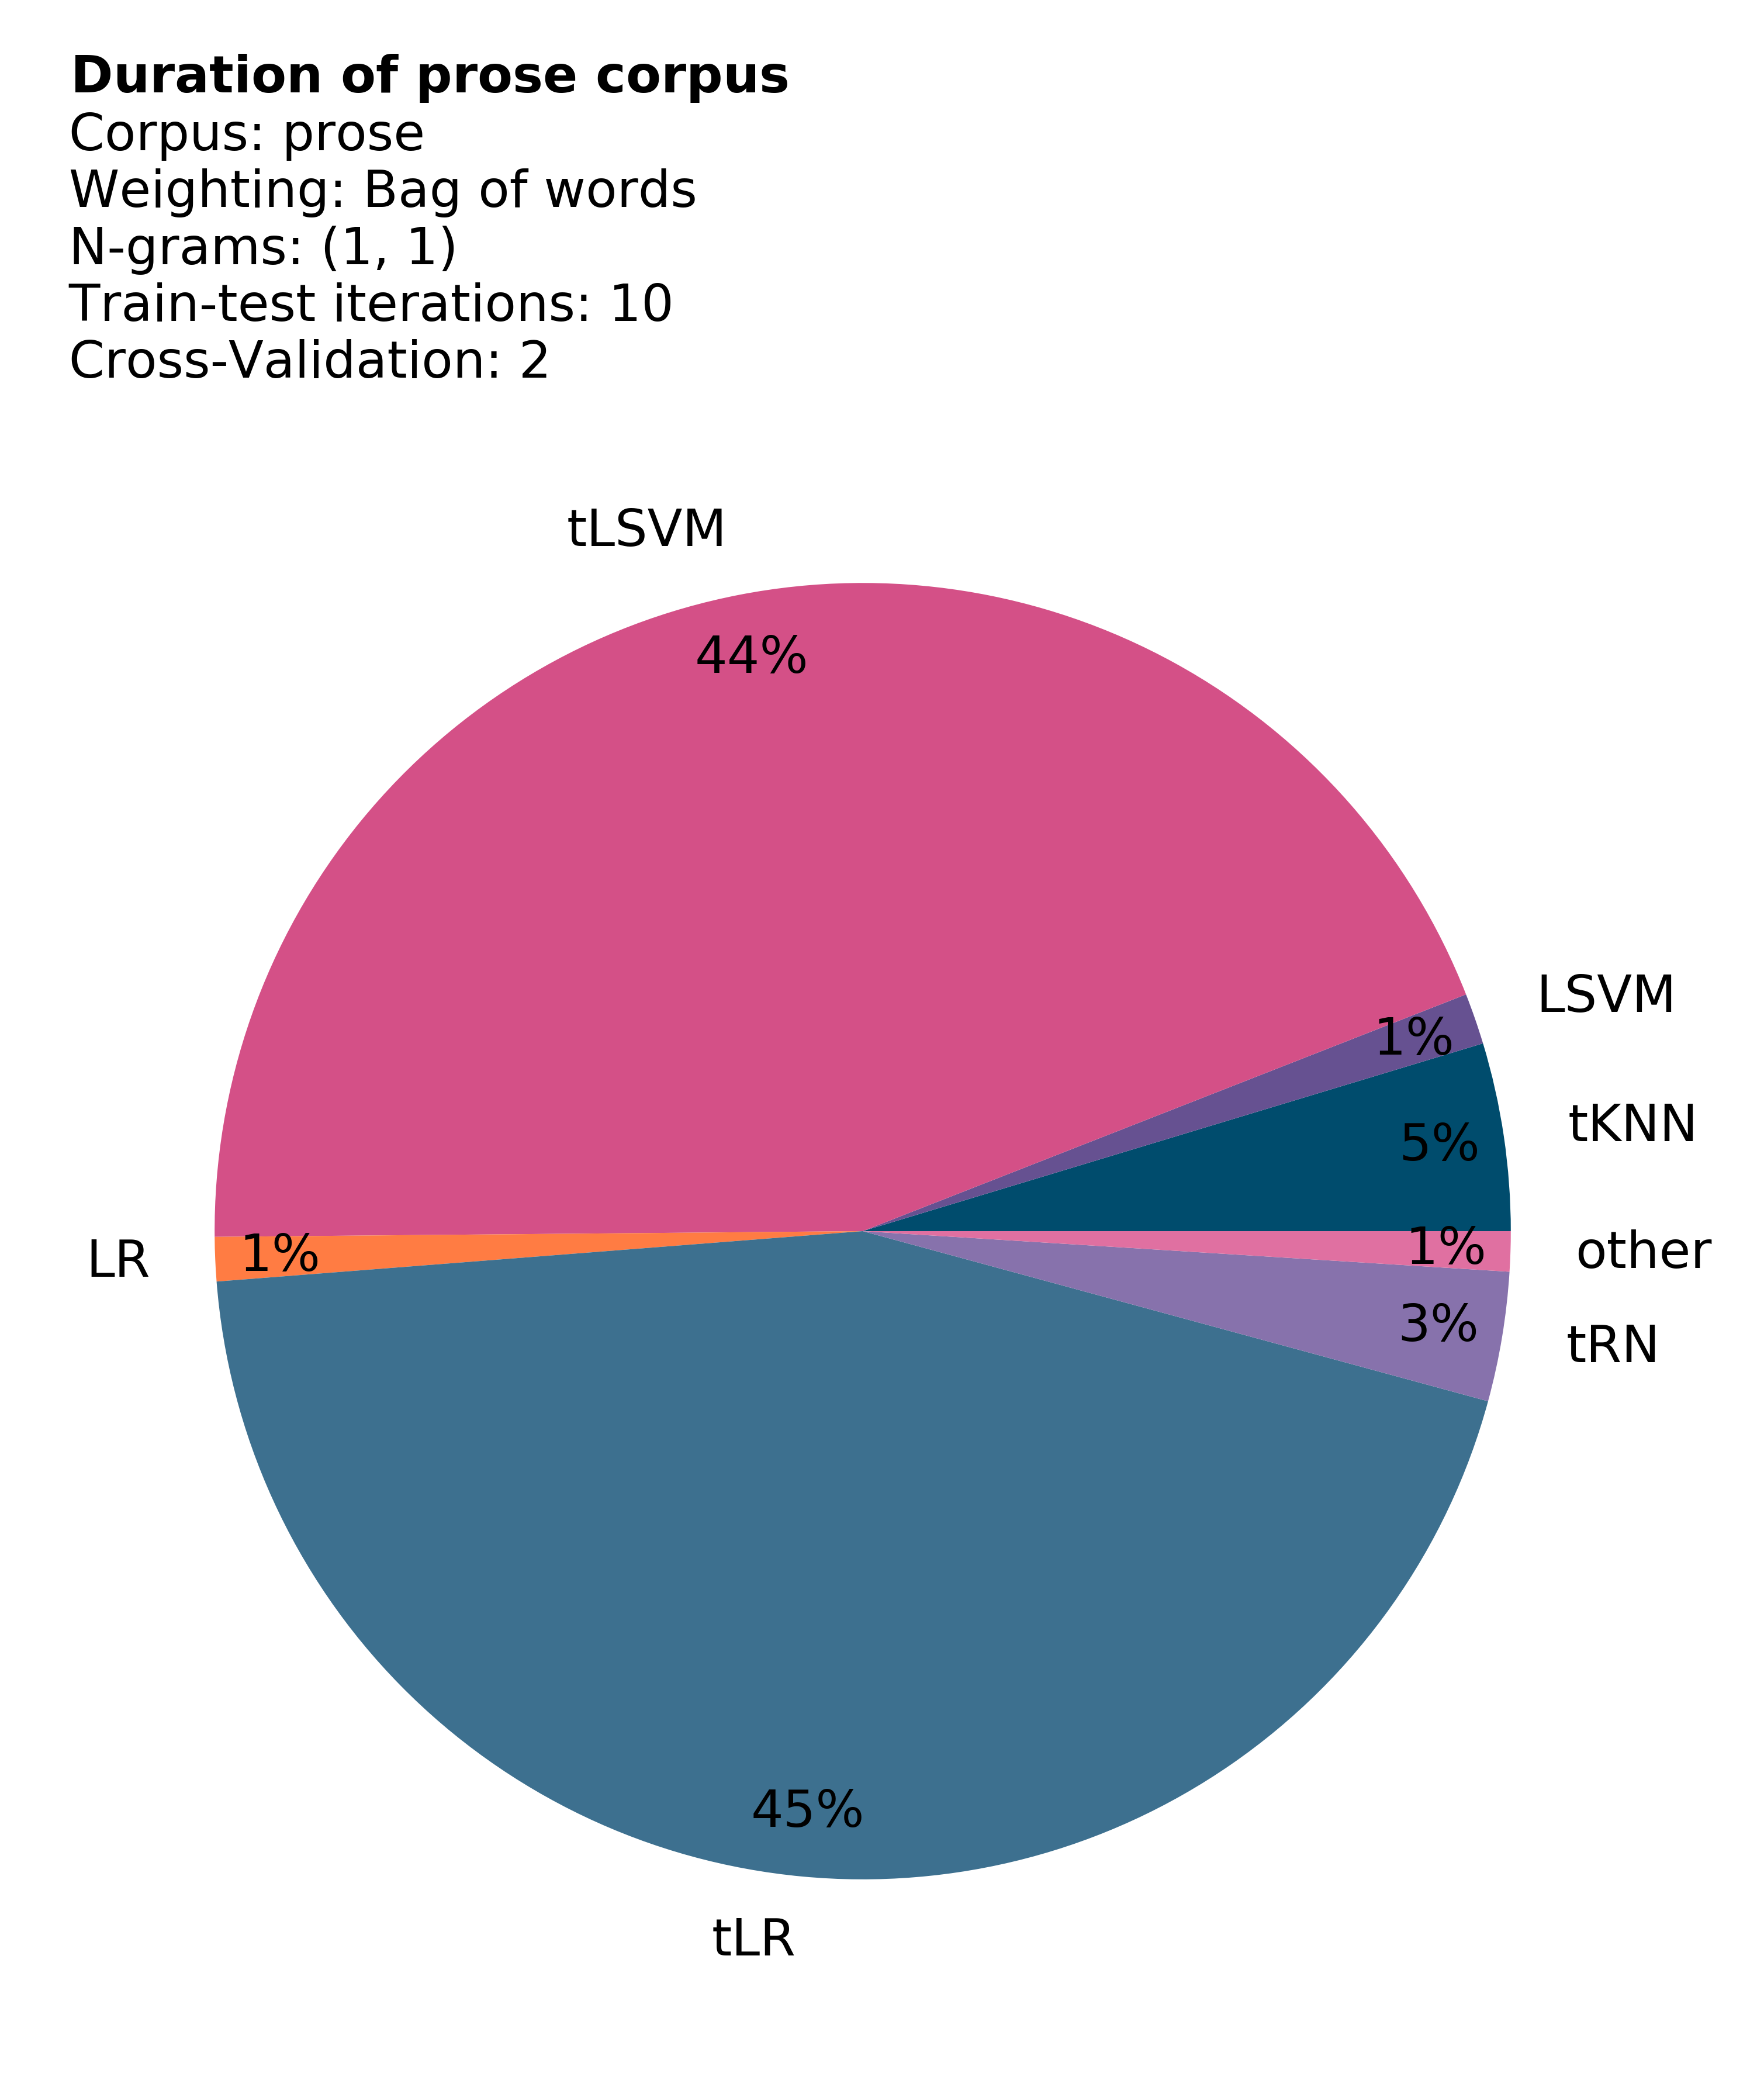 Duration of prose corpus
Corpus: prose
Weighting: Bag of words
N-grams: (1, 1)
Train-test iterations: 10
Cross-Validation: 2
tLSVM
44%
LSVM
1%
tKNN
5%
LR
1%
1%
other
3%
tRN
45%
tLR